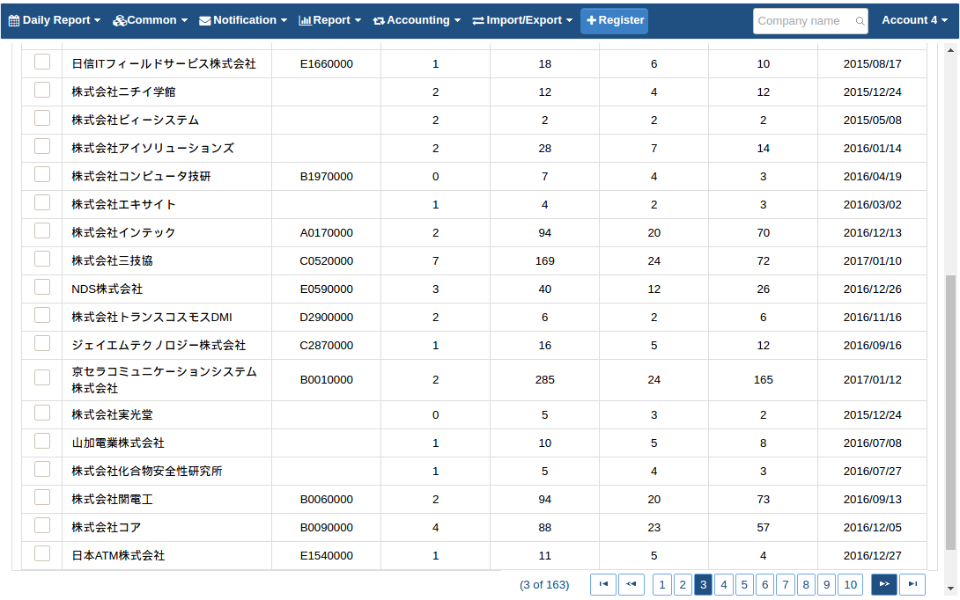 Daily Report Common Notification Report Accounting Import/Export Register Company name Account 4
日信ITフィールドサービス株式会社 E1660000 1 18 6 10 2015/08/17
株式会社ニチイ学館 2 12 4 12 2015/12/24
株式会社ビィーシステム 2 2 2 2 2015/05/08
株式会社アイソリューションズ 2 28 7 14 2016/01/14
株式会社コンピュータ技研 B1970000 0 7 4 3 2016/04/19
株式会社エキサイト 1 4 2 3 2016/03/02
株式会社インテック A0170000 2 94 20 70 2016/12/13
株式会社三技協 C0520000 7 169 24 72 2017/01/10
NDS株式会社 E0590000 3 40 12 26 2016/12/26
株式会社トランスコスモスDMI D2900000 2 6 2 6 2016/11/16
ジェイエムテクノロジー株式会社 C2870000 1 16 5 12 2016/09/16
京セラコミュニケーションシステム
株式会社 B0010000 2 285 24 165 2017/01/12
株式会社実光堂 0 5 3 2 2015/12/24
山加電業株式会社 1 10 5 8 2016/07/08
株式会社化合物安全性研究所 1 5 4 3 2016/07/27
株式会社関電工 B0060000 2 94 20 73 2016/09/13
株式会社コア B0090000 4 88 23 57 2016/12/05
日本ATM株式会社 E1540000 1 11 5 4 2016/12/27
(3 of 163) 1 2 3 4 5 6 7 8 9 10